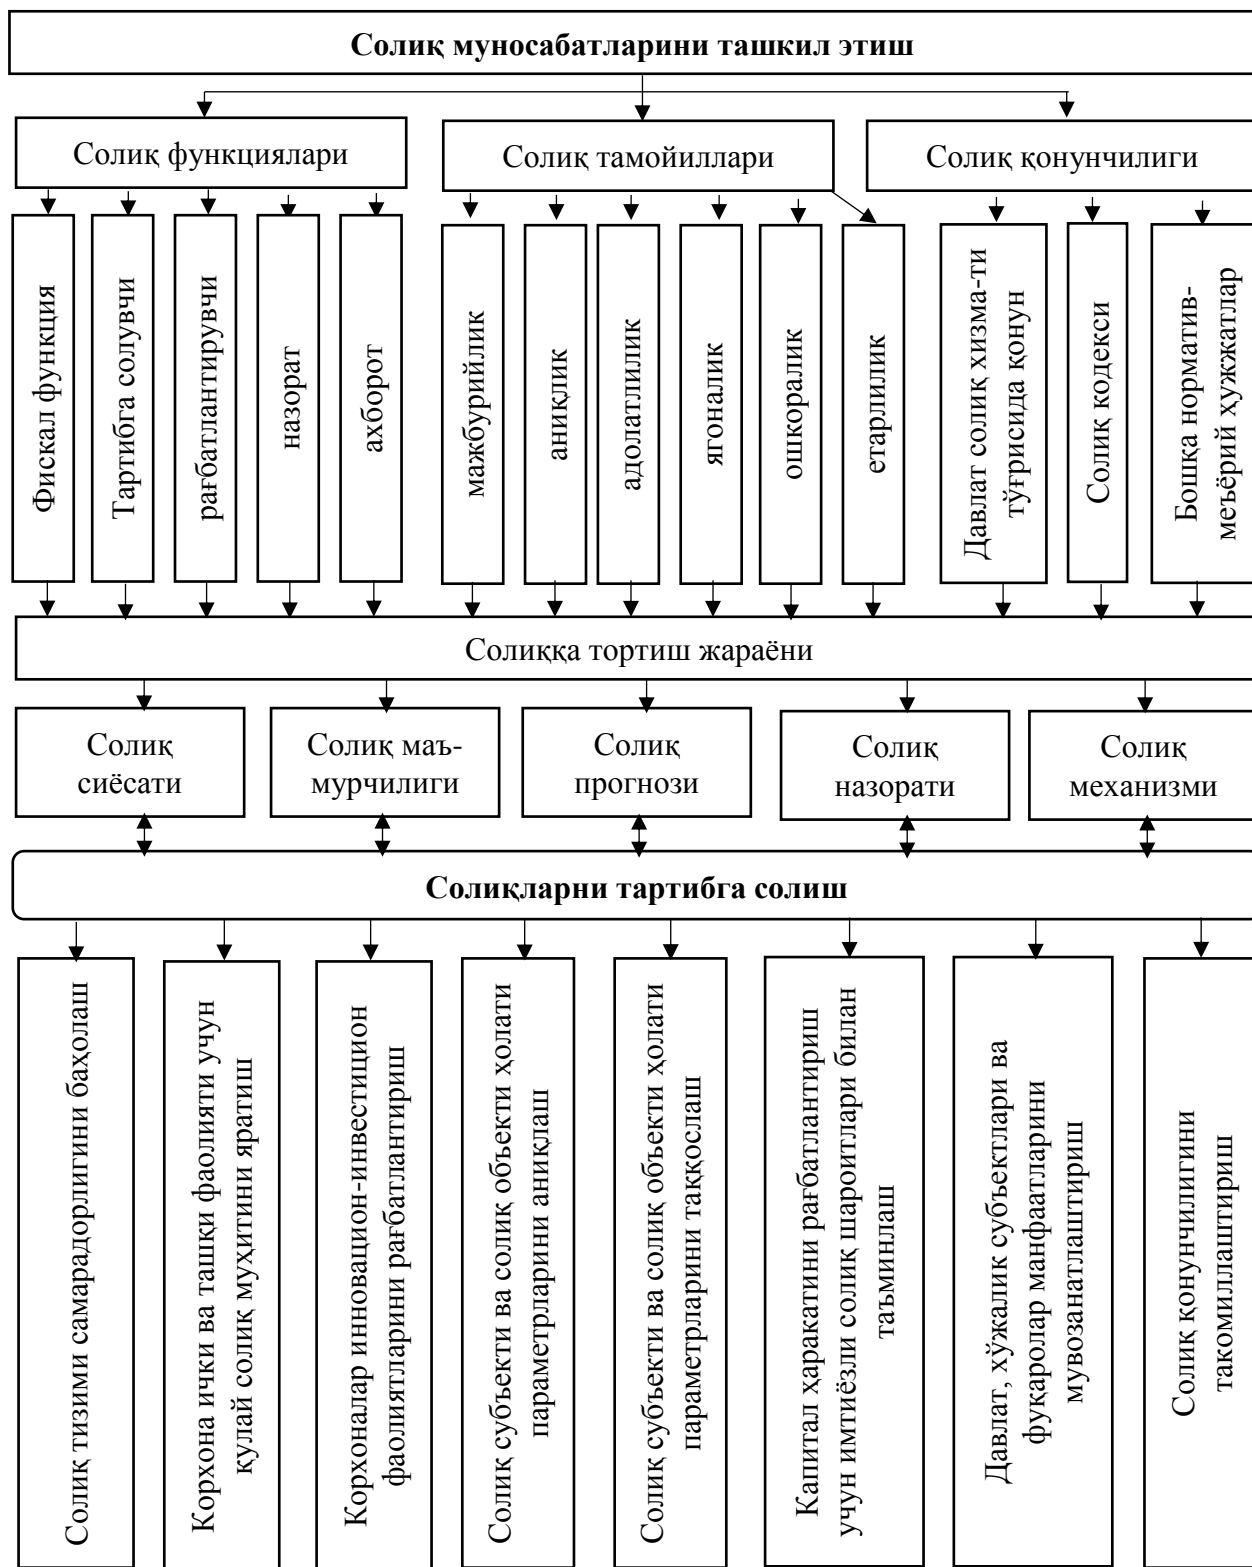 Солиқ муносабатларини ташкил этиш
Солиқ функциялари
Солиқ тамойиллари
Солиқ қонунчилиги
Фискал функция
Тартибга солувчи
рағбатлантирувчи
назорат
ахборот
мажбурийлик
аниқлик
адолатлилик
ягоналик
ошкоралик
етарлилик
Давлат солиқ хизма-ти
тўғрисида қонун
Солиқ кодекси
Бошқа норматив-
меъёрий ҳужжатлар
Солиққа тортиш жараёни
Солиқ
сиёсати
Солиқ маъ-
мурчилиги
Солиқ
прогнози
Солиқ
назорати
Солиқ
механизми
Солиқларни тартибга солиш
Солиқ тизими самарадорлигини баҳолаш
Корхона ички ва ташқи фаолияти учун
қулай солиқ муҳитини яратиш
Корхоналар инновацион-инвестицион
фаолиятларини рағбатлантириш
Солиқ субъекти ва солиқ объекти ҳолати
параметрларини аниқлаш
Солиқ субъекти ва солиқ объекти ҳолати
параметрларини таққослаш
Капитал ҳаракатини рағбатлантириш
учун имтиёзли солиқ шароитлари билан
таъминлаш
Давлат, хўжалик субъектлари ва
фуқаролар манфаатларини
мувозанатлаштириш
Солиқ қонунчилигини
такомиллаштириш